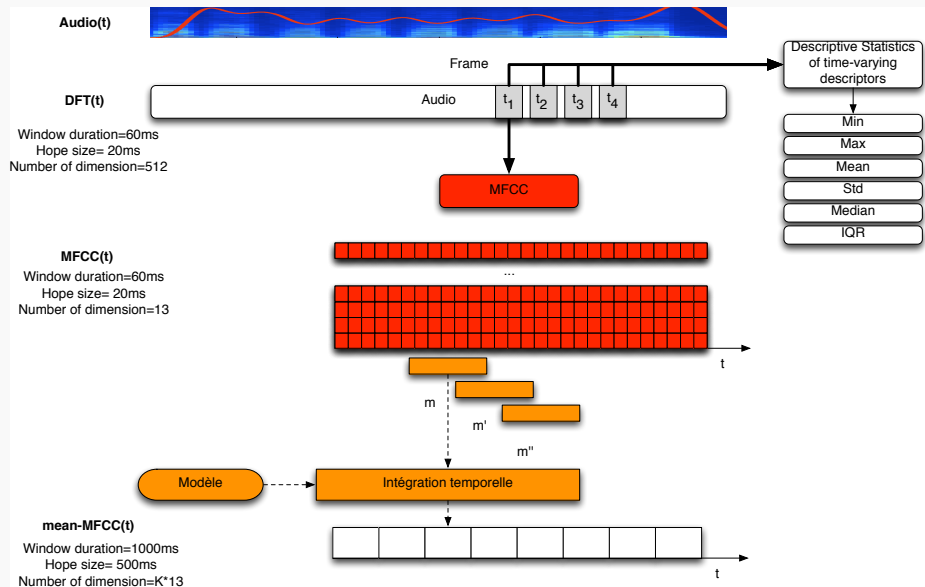 Audio(t)
Frame
Descriptive Statistics
of time-varying
descriptors
DFT(t)
Audio
t1
t2
t3
t4
Window duration=60ms
Hope size= 20ms
Number of dimension=512
Min
Max
Mean
Std
Median
IQR
MFCC
MFCC(t)
Window duration=60ms
Hope size= 20ms
Number of dimension=13
...
t
m
m'
m"
Modèle
Intégration temporelle
mean-MFCC(t)
Window duration=1000ms
Hope size= 500ms
Number of dimension=K*13
t